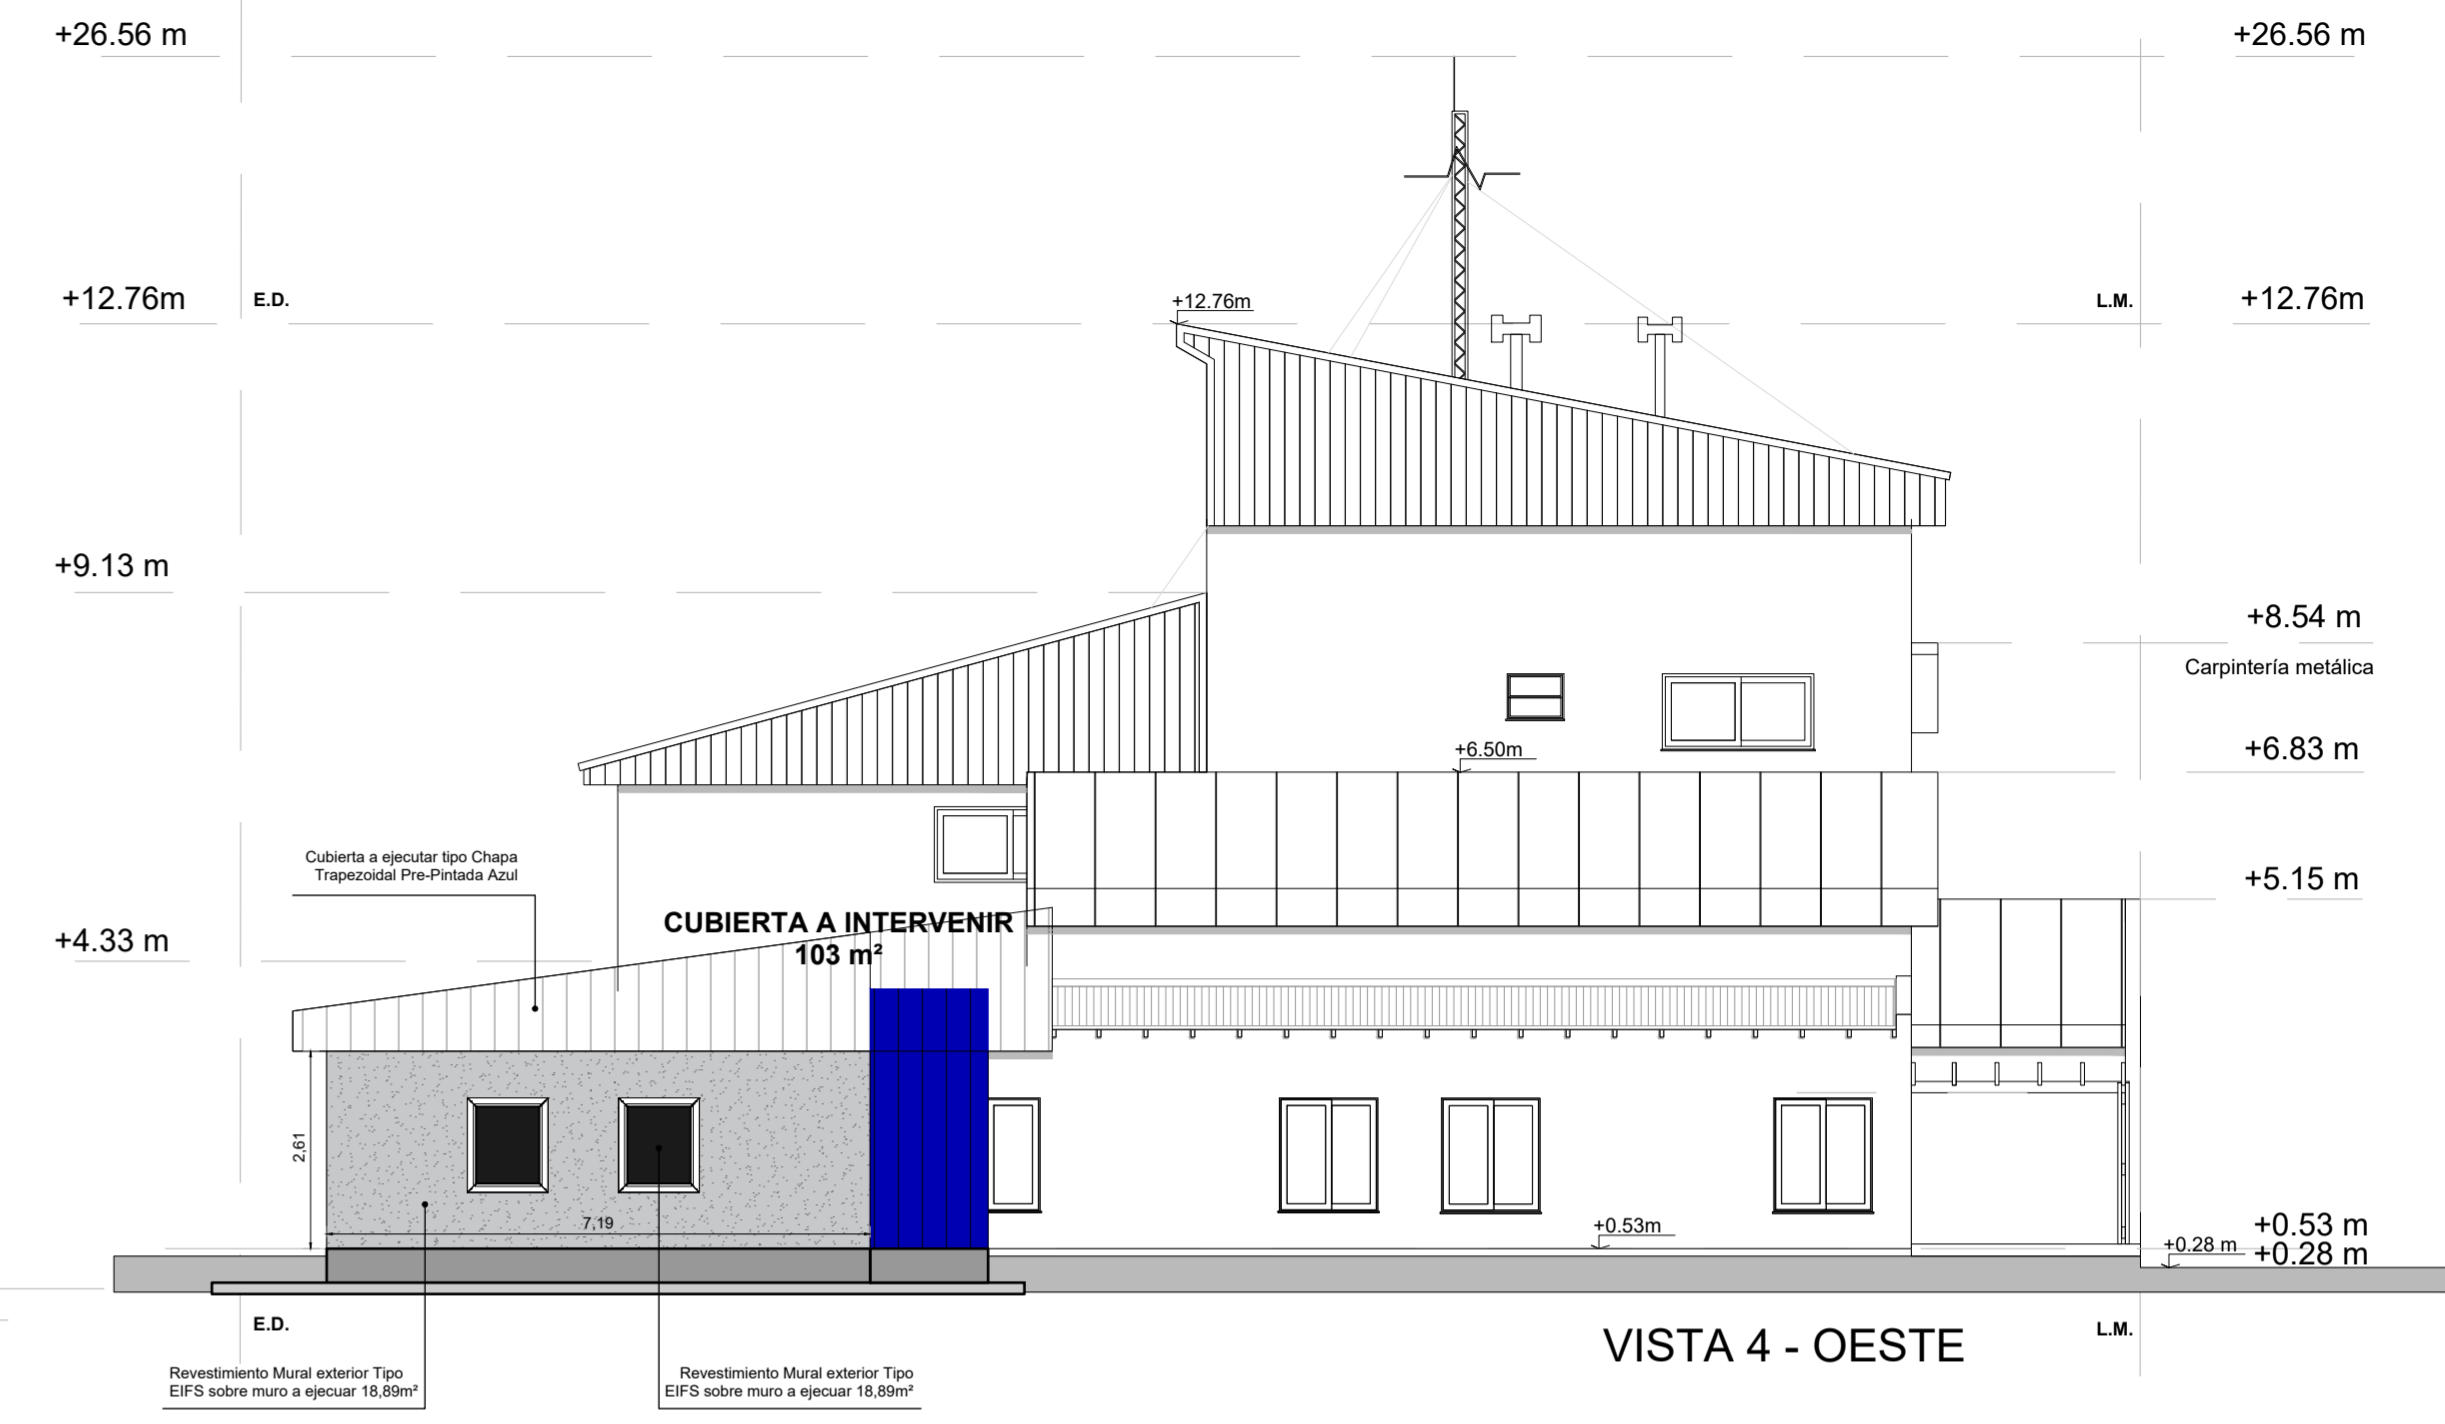 +26.56 m
+26.56 m
+12.76m
E.D.
+12.76m
L.M.
+12.76m
+9.13 m
+8.54 m
Carpintería metálica
+6.50m
+6.83 m
Cubierta a ejecutar tipo Chapa
Trapezoidal Pre-Pintada Azul
+5.15 m
CUBIERTA A INTERVENIR
103 m²
+4.33 m
2,61
7,19
+0.53m
+0.28 m
+0.53 m
+0.28 m
E.D.
VISTA 4 - OESTE
L.M.
Revestimiento Mural exterior Tipo
EIFS sobre muro a ejecuar 18,89m²
Revestimiento Mural exterior Tipo
EIFS sobre muro a ejecuar 18,89m²